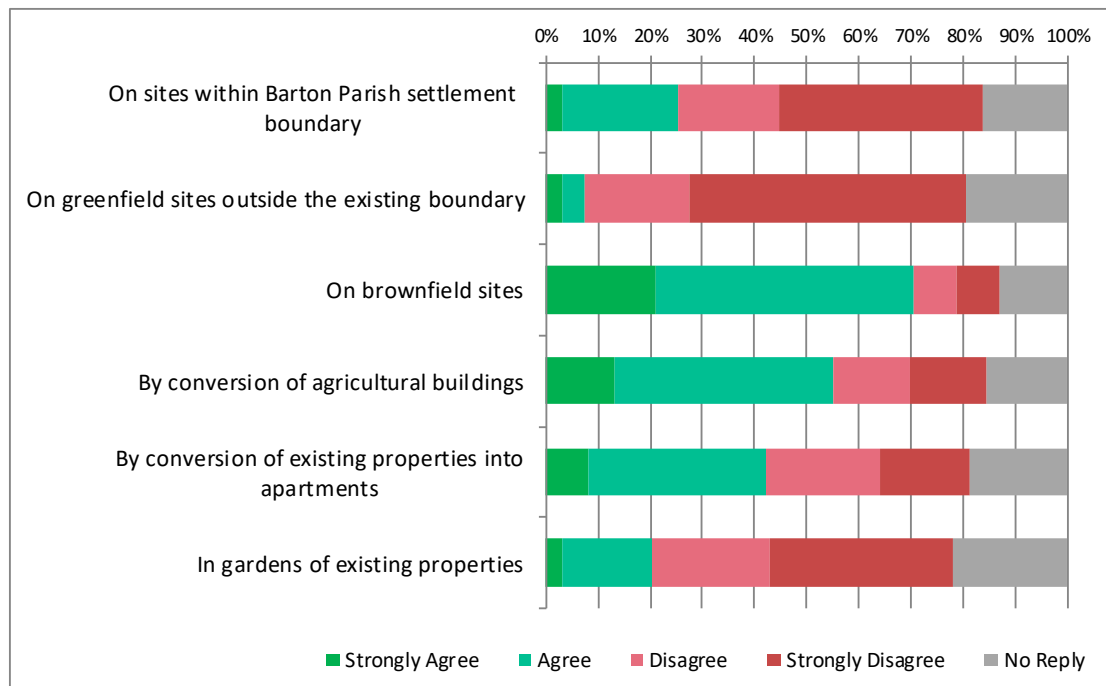 0% 10% 20% 30% 40% 50% 60% 70% 80% 90% 100%
On sites within Barton Parish settlement
boundary
On greenfield sites outside the existing boundary
On brownfield sites
By conversion of agricultural buildings
By conversion of existing properties into
apartments
In gardens of existing properties
Strongly Agree Agree Disagree Strongly Disagree No Reply